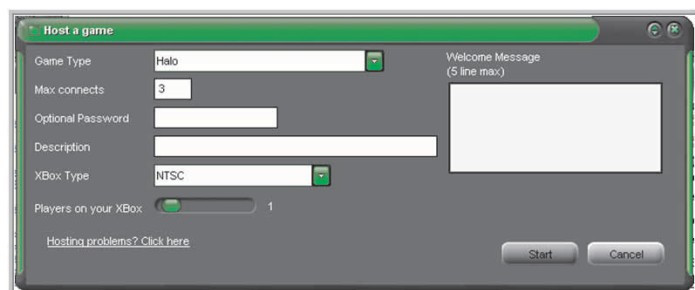 Host a game
Game Type
Halo
Max connects
3
Optional Password
Description
XBox Type
NTSC
Players on your XBox
1
Hosting problems? Click here
Welcome Message
(5 line max)
Start
Cancel